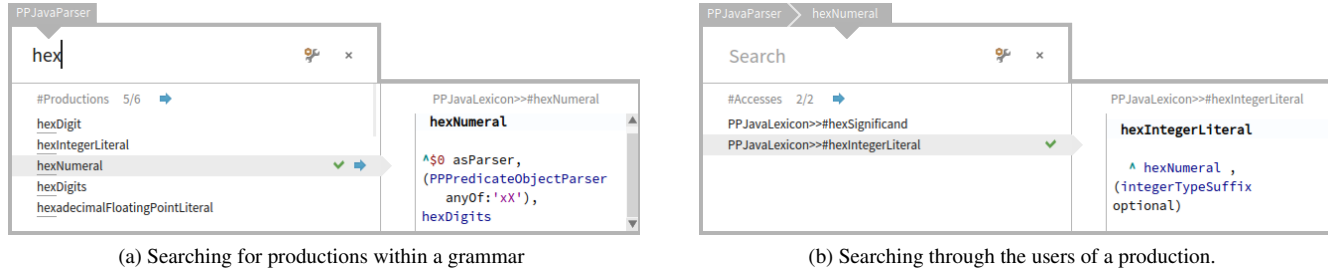 PPJavaParser
hex
×
#Productions 5/6
hexDigit
hexIntegerLiteral
hexNumeral
hexDigits
hexadecimalFloatingPointLiteral
PPJavaLexicon>>#hexNumeral
hexNumeral
^$0 asParser,
(PPPredicateObjectParser
anyOf:'xX'),
hexDigits
(a) Searching for productions within a grammar
PPJavaParser hexNumeral
Search
×
#Accesses 2/2
PPJavaLexicon>>#hexSignificand
PPJavaLexicon>>#hexIntegerLiteral
PPJavaLexicon>>#hexIntegerLiteral
hexIntegerLiteral
^ hexNumeral ,
(integerTypeSuffix
optional)
(b) Searching through the users of a production.